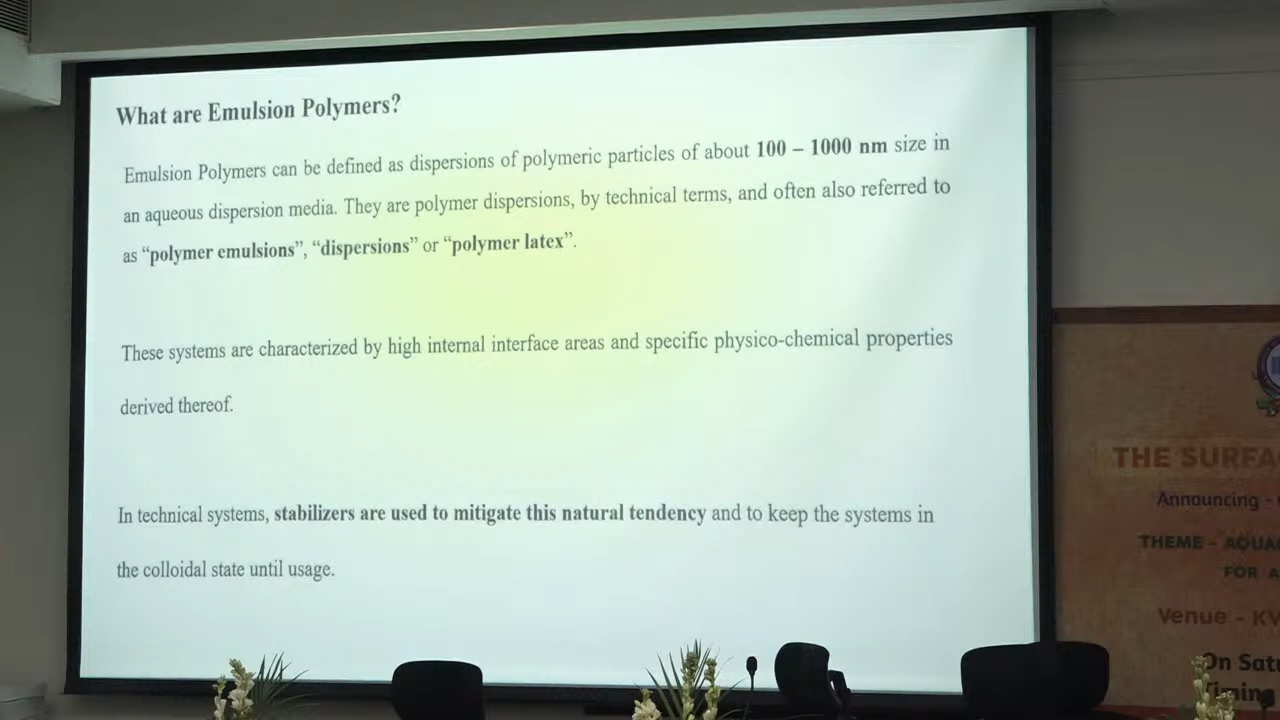 What are Emulsion Polymers?
Emulsion Polymers can be defined as dispersions of polymeric particles of about 100 – 1000 nm size in
an aqueous dispersion media. They are polymer dispersions, by technical terms, and often also referred to
as “polymer emulsions”, “dispersions” or “polymer latex”.
These systems are characterized by high internal interface areas and specific physico-chemical properties
derived thereof.
In technical systems, stabilizers are used to mitigate this natural tendency and to keep the systems in
the colloidal state until usage.
THE SURFA
Announcing -
THEME - AQUA
FOR A
Venue - KV
On Satu
Timing